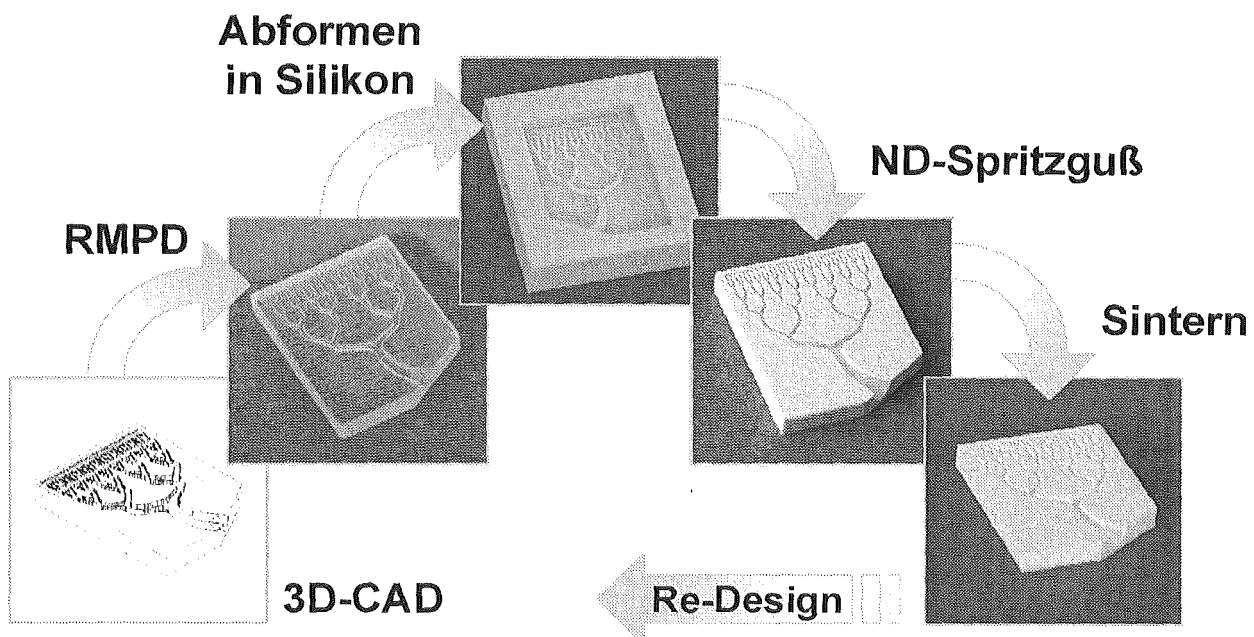 Abformen
in Silikon
ND-Spritzguß
RMPD
Sintern
3D-CAD
Re-Design